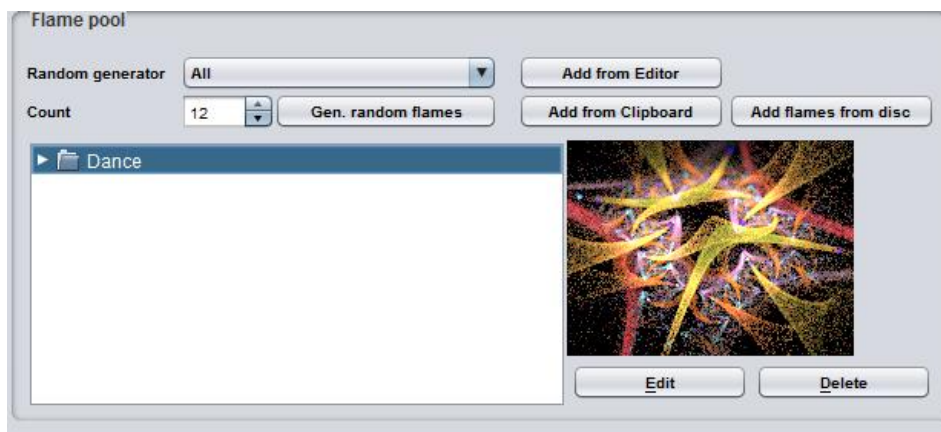 Flame pool
Random generator All Add from Editor
Count 12 Gen. random flames Add from Clipboard Add flames from disc
Dance
Edit Delete